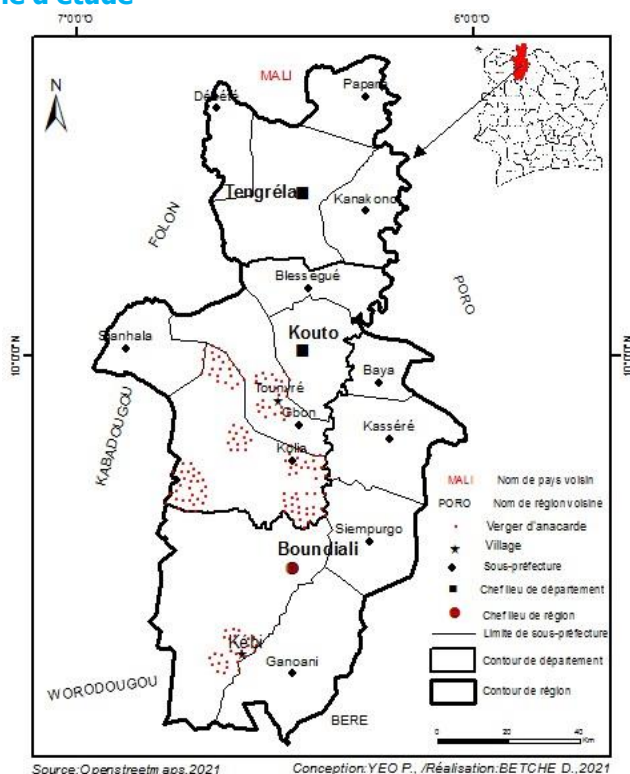 7°0'0"O
6°0'0"O
N
MALI
Papara
Débété
Tengréla
Kanakono
FOLON
PORO
Blességué
Kouto
Sianhala
10°0'0"N
10°0'0"N
Baya
Tounvré
Gbon
Kasséré
KABADOUGOU
Kolia
MALI Nom de pays voisin
PORO Nom de région voisine
Verger d'anacarde
Village
Sous-préfecture
Chef lieu de département
Chef lieu de région
Limite de sous-préfecture
Contour de département
Contour de région
Siempurgo
Boundiali
Kébi
Ganoani
WORODOUGOU
BERE
0 20 40
Km
Source:Openstreetmaps,2021 Conception:YEO P., /Réalisation:BETCHE D.,2021